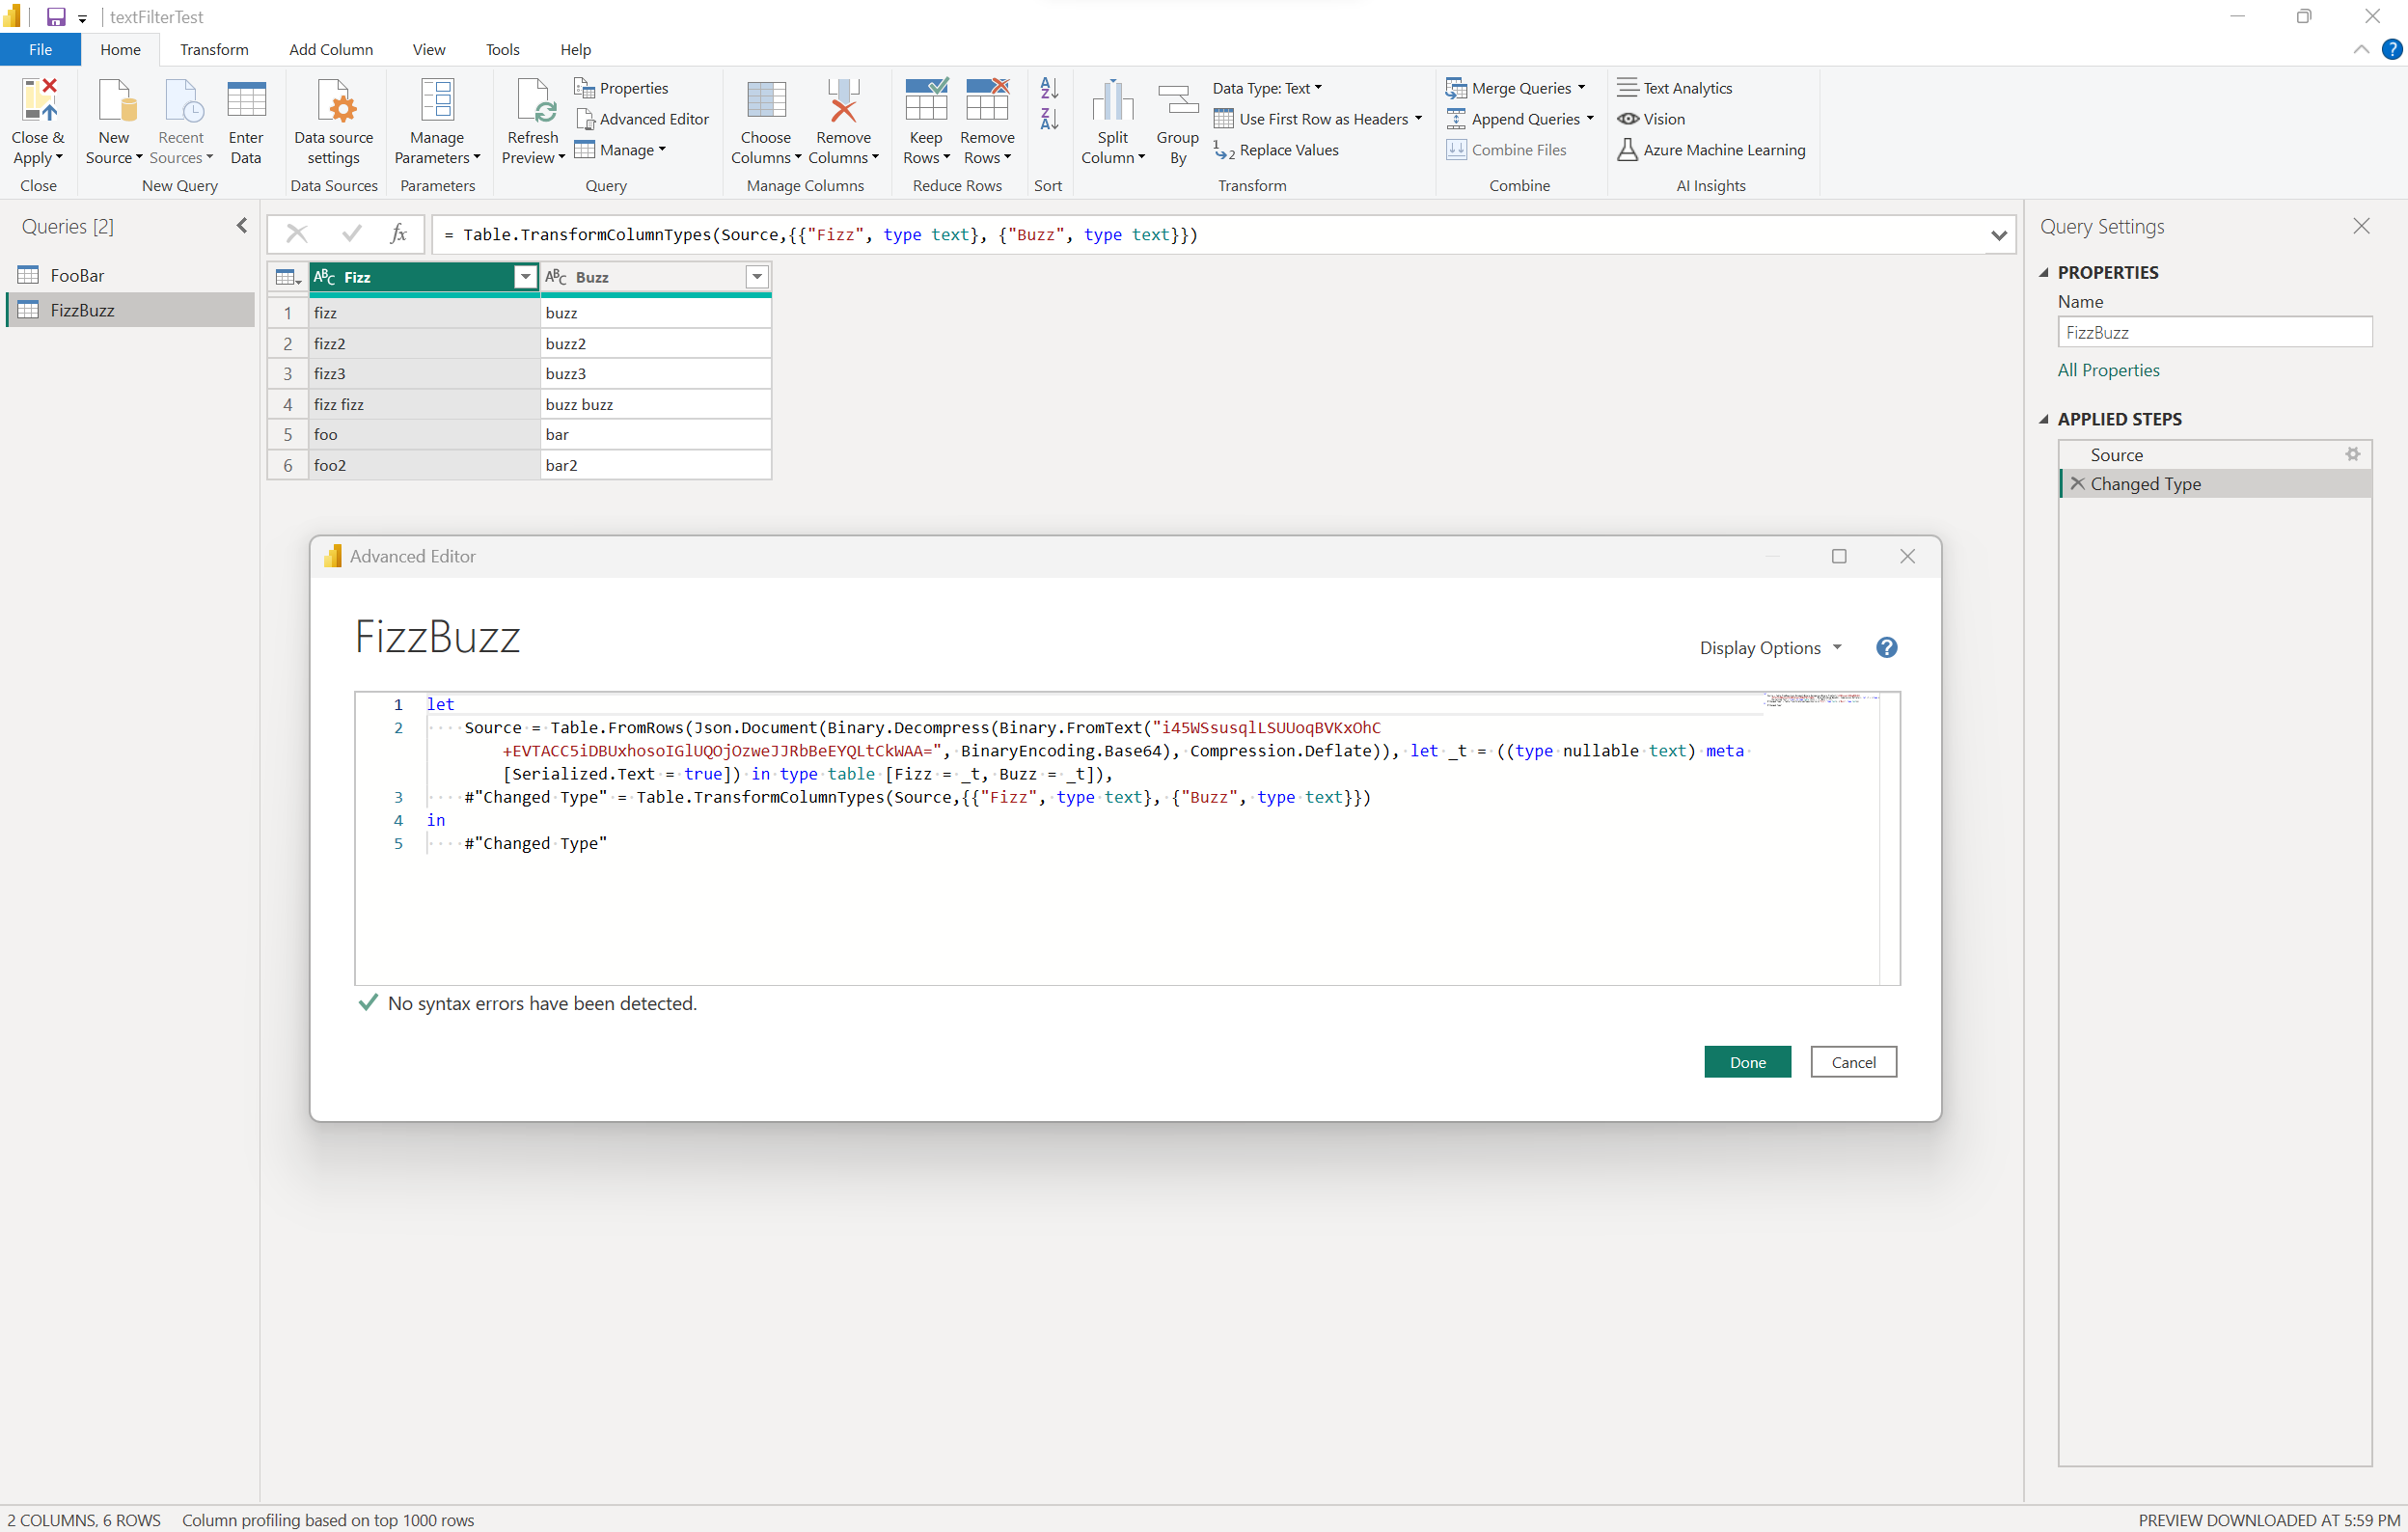 textFilterTest
File Home Transform Add Column View Tools Help
Close & Apply
New Source
Recent Sources
Enter Data
Data source settings
Manage Parameters
Refresh Preview
Properties
Advanced Editor
Manage
Choose Columns
Remove Columns
Keep Rows
Remove Rows
Split Column
Group By
Data Type: Text
Use First Row as Headers
Replace Values
Merge Queries
Append Queries
Combine Files
Text Analytics
Vision
Azure Machine Learning
Close New Query Data Sources Parameters Query Manage Columns Reduce Rows Sort Transform Combine AI Insights
Queries [2]
FooBar
FizzBuzz
fx = Table.TransformColumnTypes(Source,{{"Fizz", type text}, {"Buzz", type text}})
ABC Fizz ABC Buzz
1 fizz buzz
2 fizz2 buzz2
3 fizz3 buzz3
4 fizz fizz buzz buzz
5 foo bar
6 foo2 bar2
Query Settings
PROPERTIES
Name
FizzBuzz
All Properties
APPLIED STEPS
Source
Changed Type
Advanced Editor
FizzBuzz
Display Options
1 let
2 Source = Table.FromRows(Json.Document(Binary.Decompress(Binary.FromText("i45WSsusqlLSUUoqBVKxOhC
+EVTACC5iDBUxhosoIGlUQOjOzweJJRbBeEYQLtCkWAA=", BinaryEncoding.Base64), Compression.Deflate)), let _t = ((type nullable text) meta
[Serialized.Text = true]) in type table [Fizz = _t, Buzz = _t]),
3 #"Changed Type" = Table.TransformColumnTypes(Source,{{"Fizz", type text}, {"Buzz", type text}})
4 in
5 #"Changed Type"
No syntax errors have been detected.
Done Cancel
2 COLUMNS, 6 ROWS Column profiling based on top 1000 rows PREVIEW DOWNLOADED AT 5:59 PM